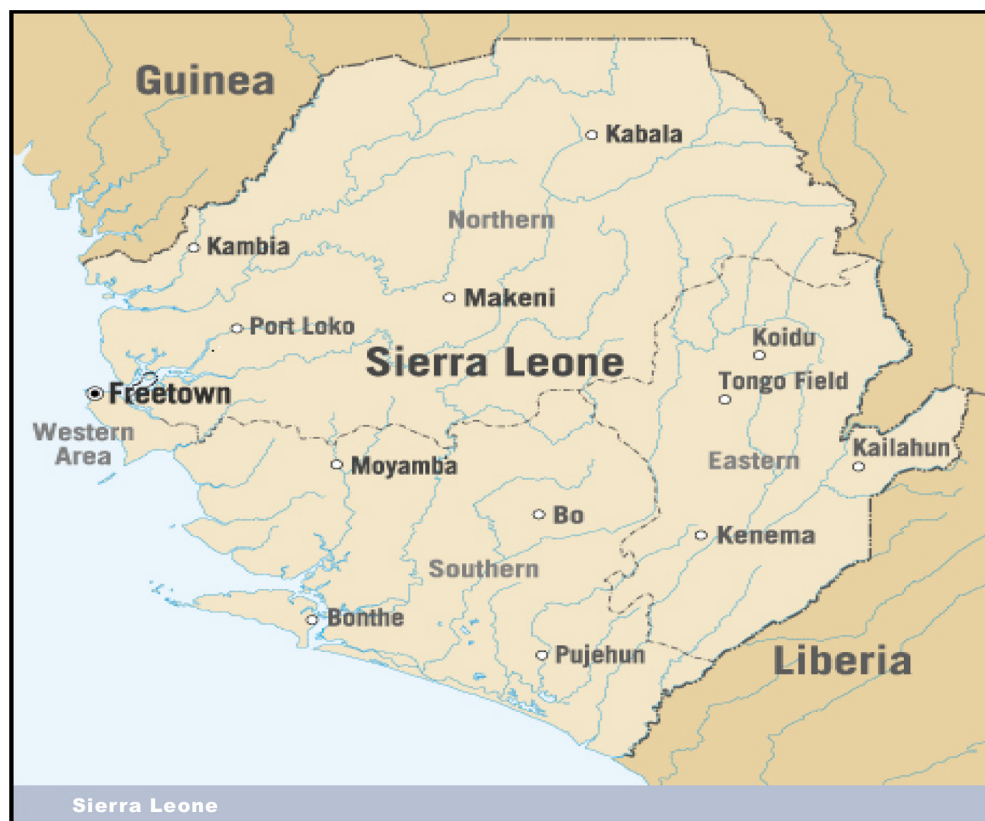 Guinea
Kabala
Northern
Kambia
Makeni
Port Loko
Koidu
Sierra Leone
Tongo Field
Freetown
Western
Area
Kailahun
Moyamba
Eastern
Bo
Kenema
Southern
Bonthe
Pujehun
Liberia
Sierra Leone